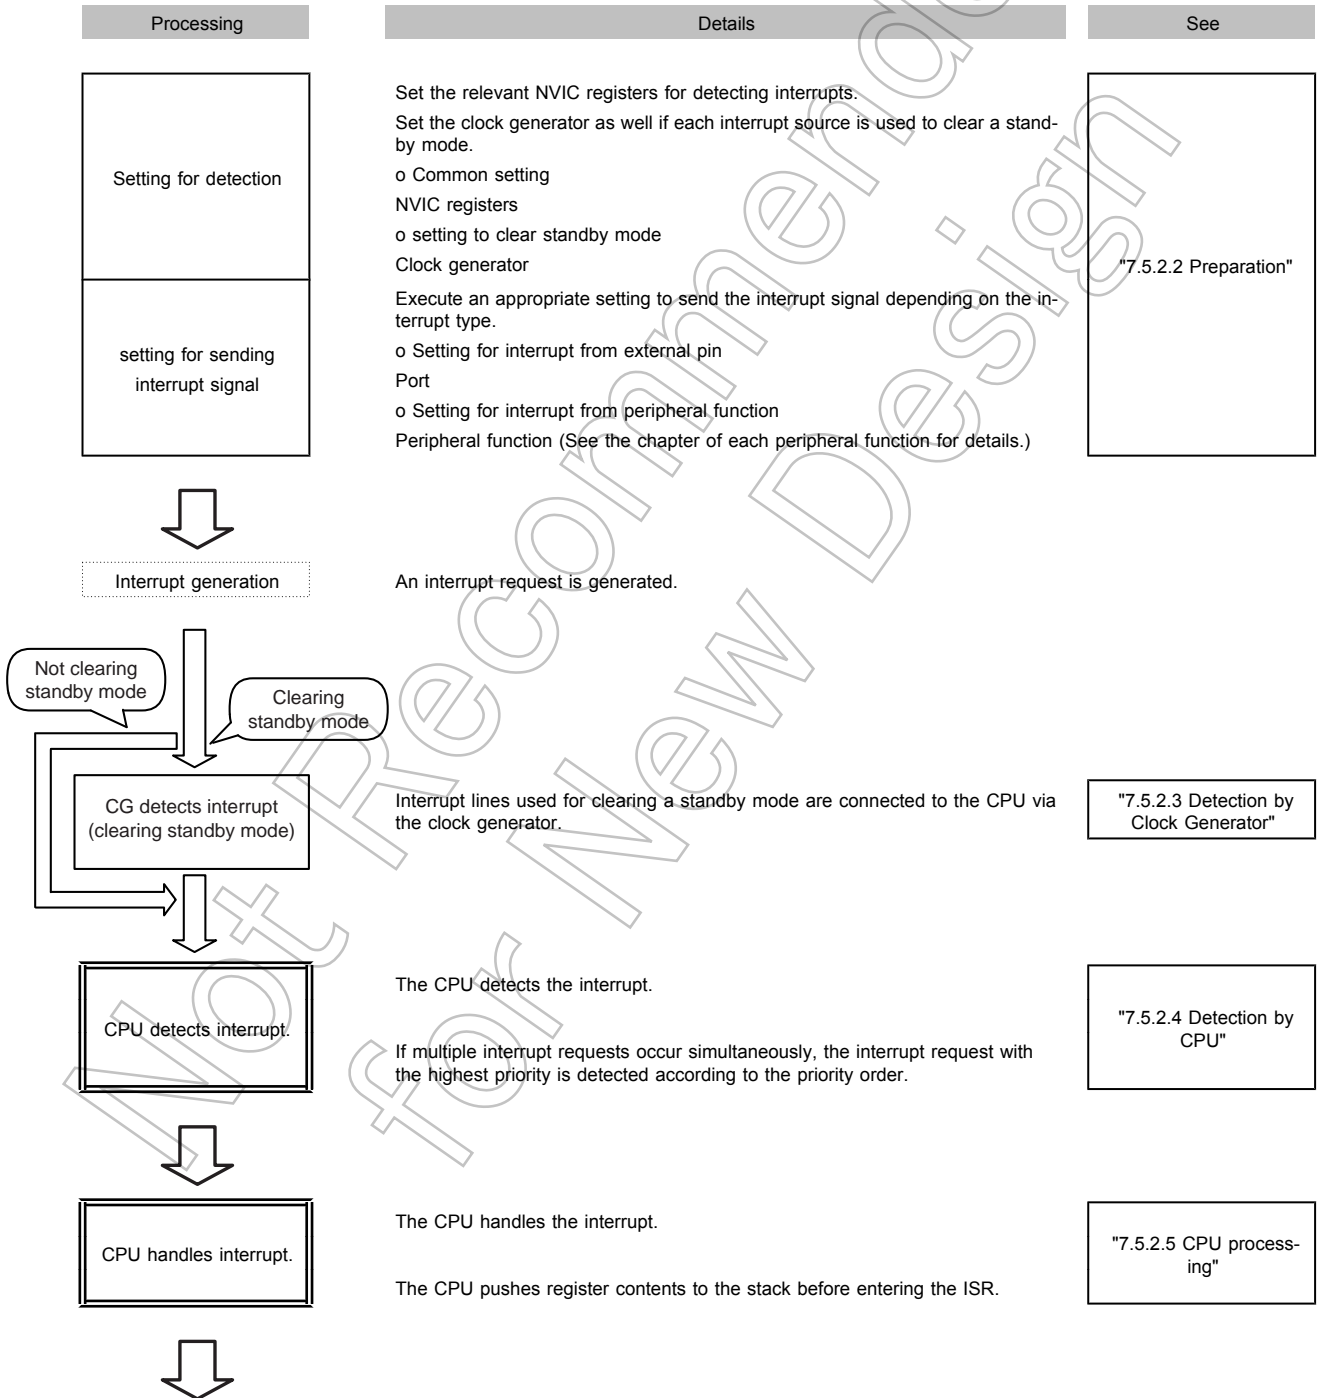 Processing
Details
See
Setting for detection
Set the relevant NVIC registers for detecting interrupts.
Set the clock generator as well if each interrupt source is used to clear a stand-
by mode.
o Common setting
NVIC registers
o setting to clear standby mode
Clock generator
"7.5.2.2 Preparation"
setting for sending
interrupt signal
Execute an appropriate setting to send the interrupt signal depending on the in-
terrupt type.
o Setting for interrupt from external pin
Port
o Setting for interrupt from peripheral function
Peripheral function (See the chapter of each peripheral function for details.)
Interrupt generation
An interrupt request is generated.
Not clearing
standby mode
Clearing
standby mode
CG detects interrupt
(clearing standby mode)
Interrupt lines used for clearing a standby mode are connected to the CPU via
the clock generator.
"7.5.2.3 Detection by
Clock Generator"
CPU detects interrupt.
The CPU detects the interrupt.
If multiple interrupt requests occur simultaneously, the interrupt request with
the highest priority is detected according to the priority order.
"7.5.2.4 Detection by
CPU"
CPU handles interrupt.
The CPU handles the interrupt.
The CPU pushes register contents to the stack before entering the ISR.
"7.5.2.5 CPU process-
ing"
Not Recommended
for New Design